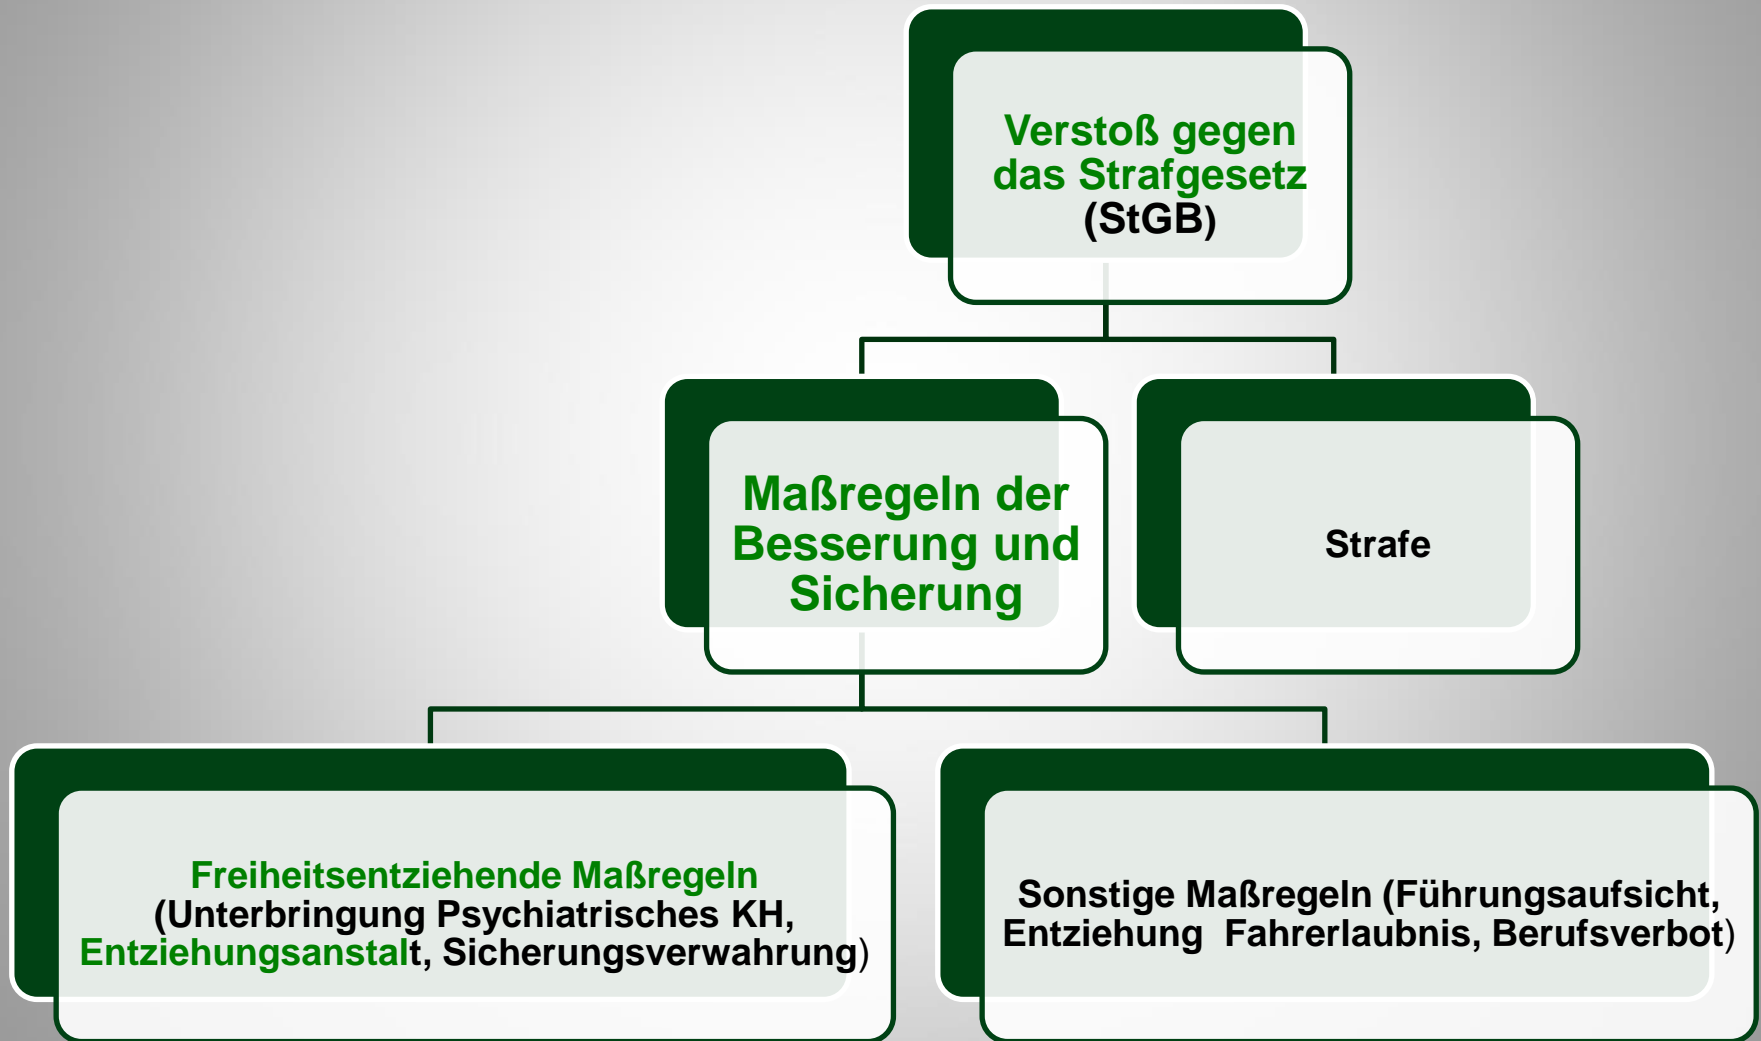 Verstoß gegen
das Strafgesetz
(StGB)
Maßregeln der
Besserung und
Sicherung
Strafe
Freiheitsentziehende Maßregeln
(Unterbringung Psychiatrisches KH,
Entziehungsanstalt, Sicherungsverwahrung)
Sonstige Maßregeln (Führungsaufsicht,
Entziehung  Fahrerlaubnis, Berufsverbot)